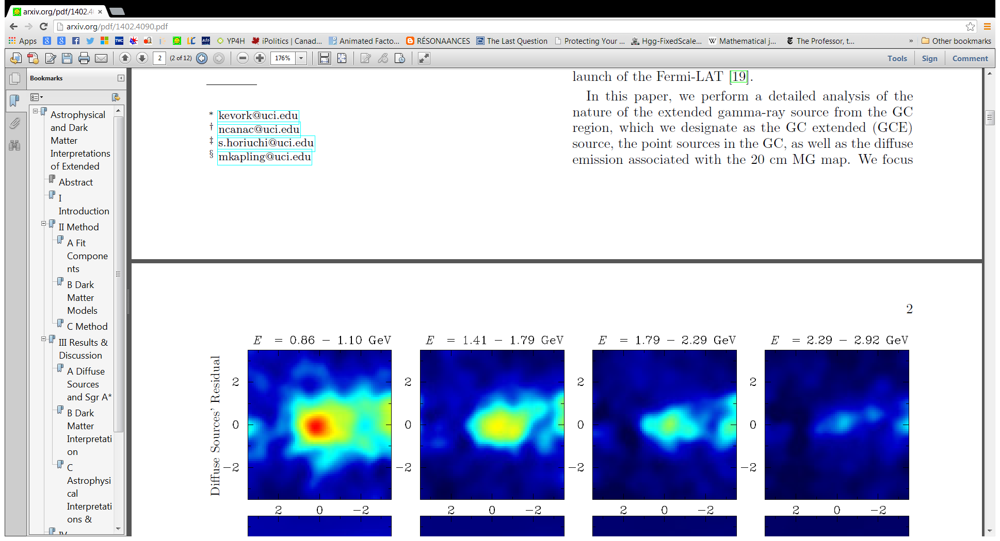 arxiv.org/pdf/1402.4
arxiv.org/pdf/1402.4090.pdf
Apps YP4H iPolitics | Canad... Animated Facto... RÉSONAANCES The Last Question Protecting Your ... Hgg-FixedScale... Mathematical j... The Professor, t... » Other bookmarks
2 (2 of 12) 176% Tools Sign Comment
Bookmarks
Astrophysical
and Dark
Matter
Interpretations
of Extended
Abstract
I
Introduction
II Method
A Fit
Compone
nts
B Dark
Matter
Models
C Method
III Results &
Discussion
A Diffuse
Sources
and Sgr A*
B Dark
Matter
Interpretati
on
C
Astrophysi
cal
Interpretati
ons &
IV
* kevork@uci.edu
† ncanac@uci.edu
‡ s.horiuchi@uci.edu
§ mkapling@uci.edu
launch of the Fermi-LAT [19].
In this paper, we perform a detailed analysis of the
nature of the extended gamma-ray source from the GC
region, which we designate as the GC extended (GCE)
source, the point sources in the GC, as well as the diffuse
emission associated with the 20 cm MG map. We focus
2
E = 0.86 − 1.10 GeV E = 1.41 − 1.79 GeV E = 1.79 − 2.29 GeV E = 2.29 − 2.92 GeV
Diffuse Sources' Residual
2 2 2 2
0 0 0 0
−2 −2 −2 −2
2 0 −2 2 0 −2 2 0 −2 2 0 −2